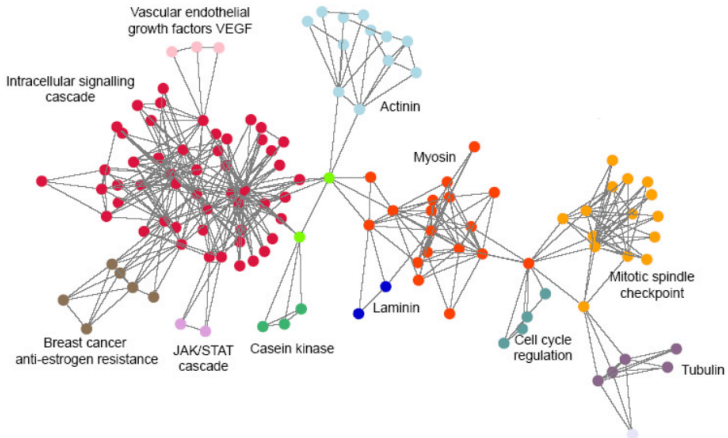 Vascular endothelial
growth factors VEGF
Intracellular signalling
cascade
Actinin
Myosin
Mitotic spindle
checkpoint
Laminin
Breast cancer
anti-estrogen resistance
JAK/STAT
cascade
Casein kinase
Cell cycle
regulation
Tubulin